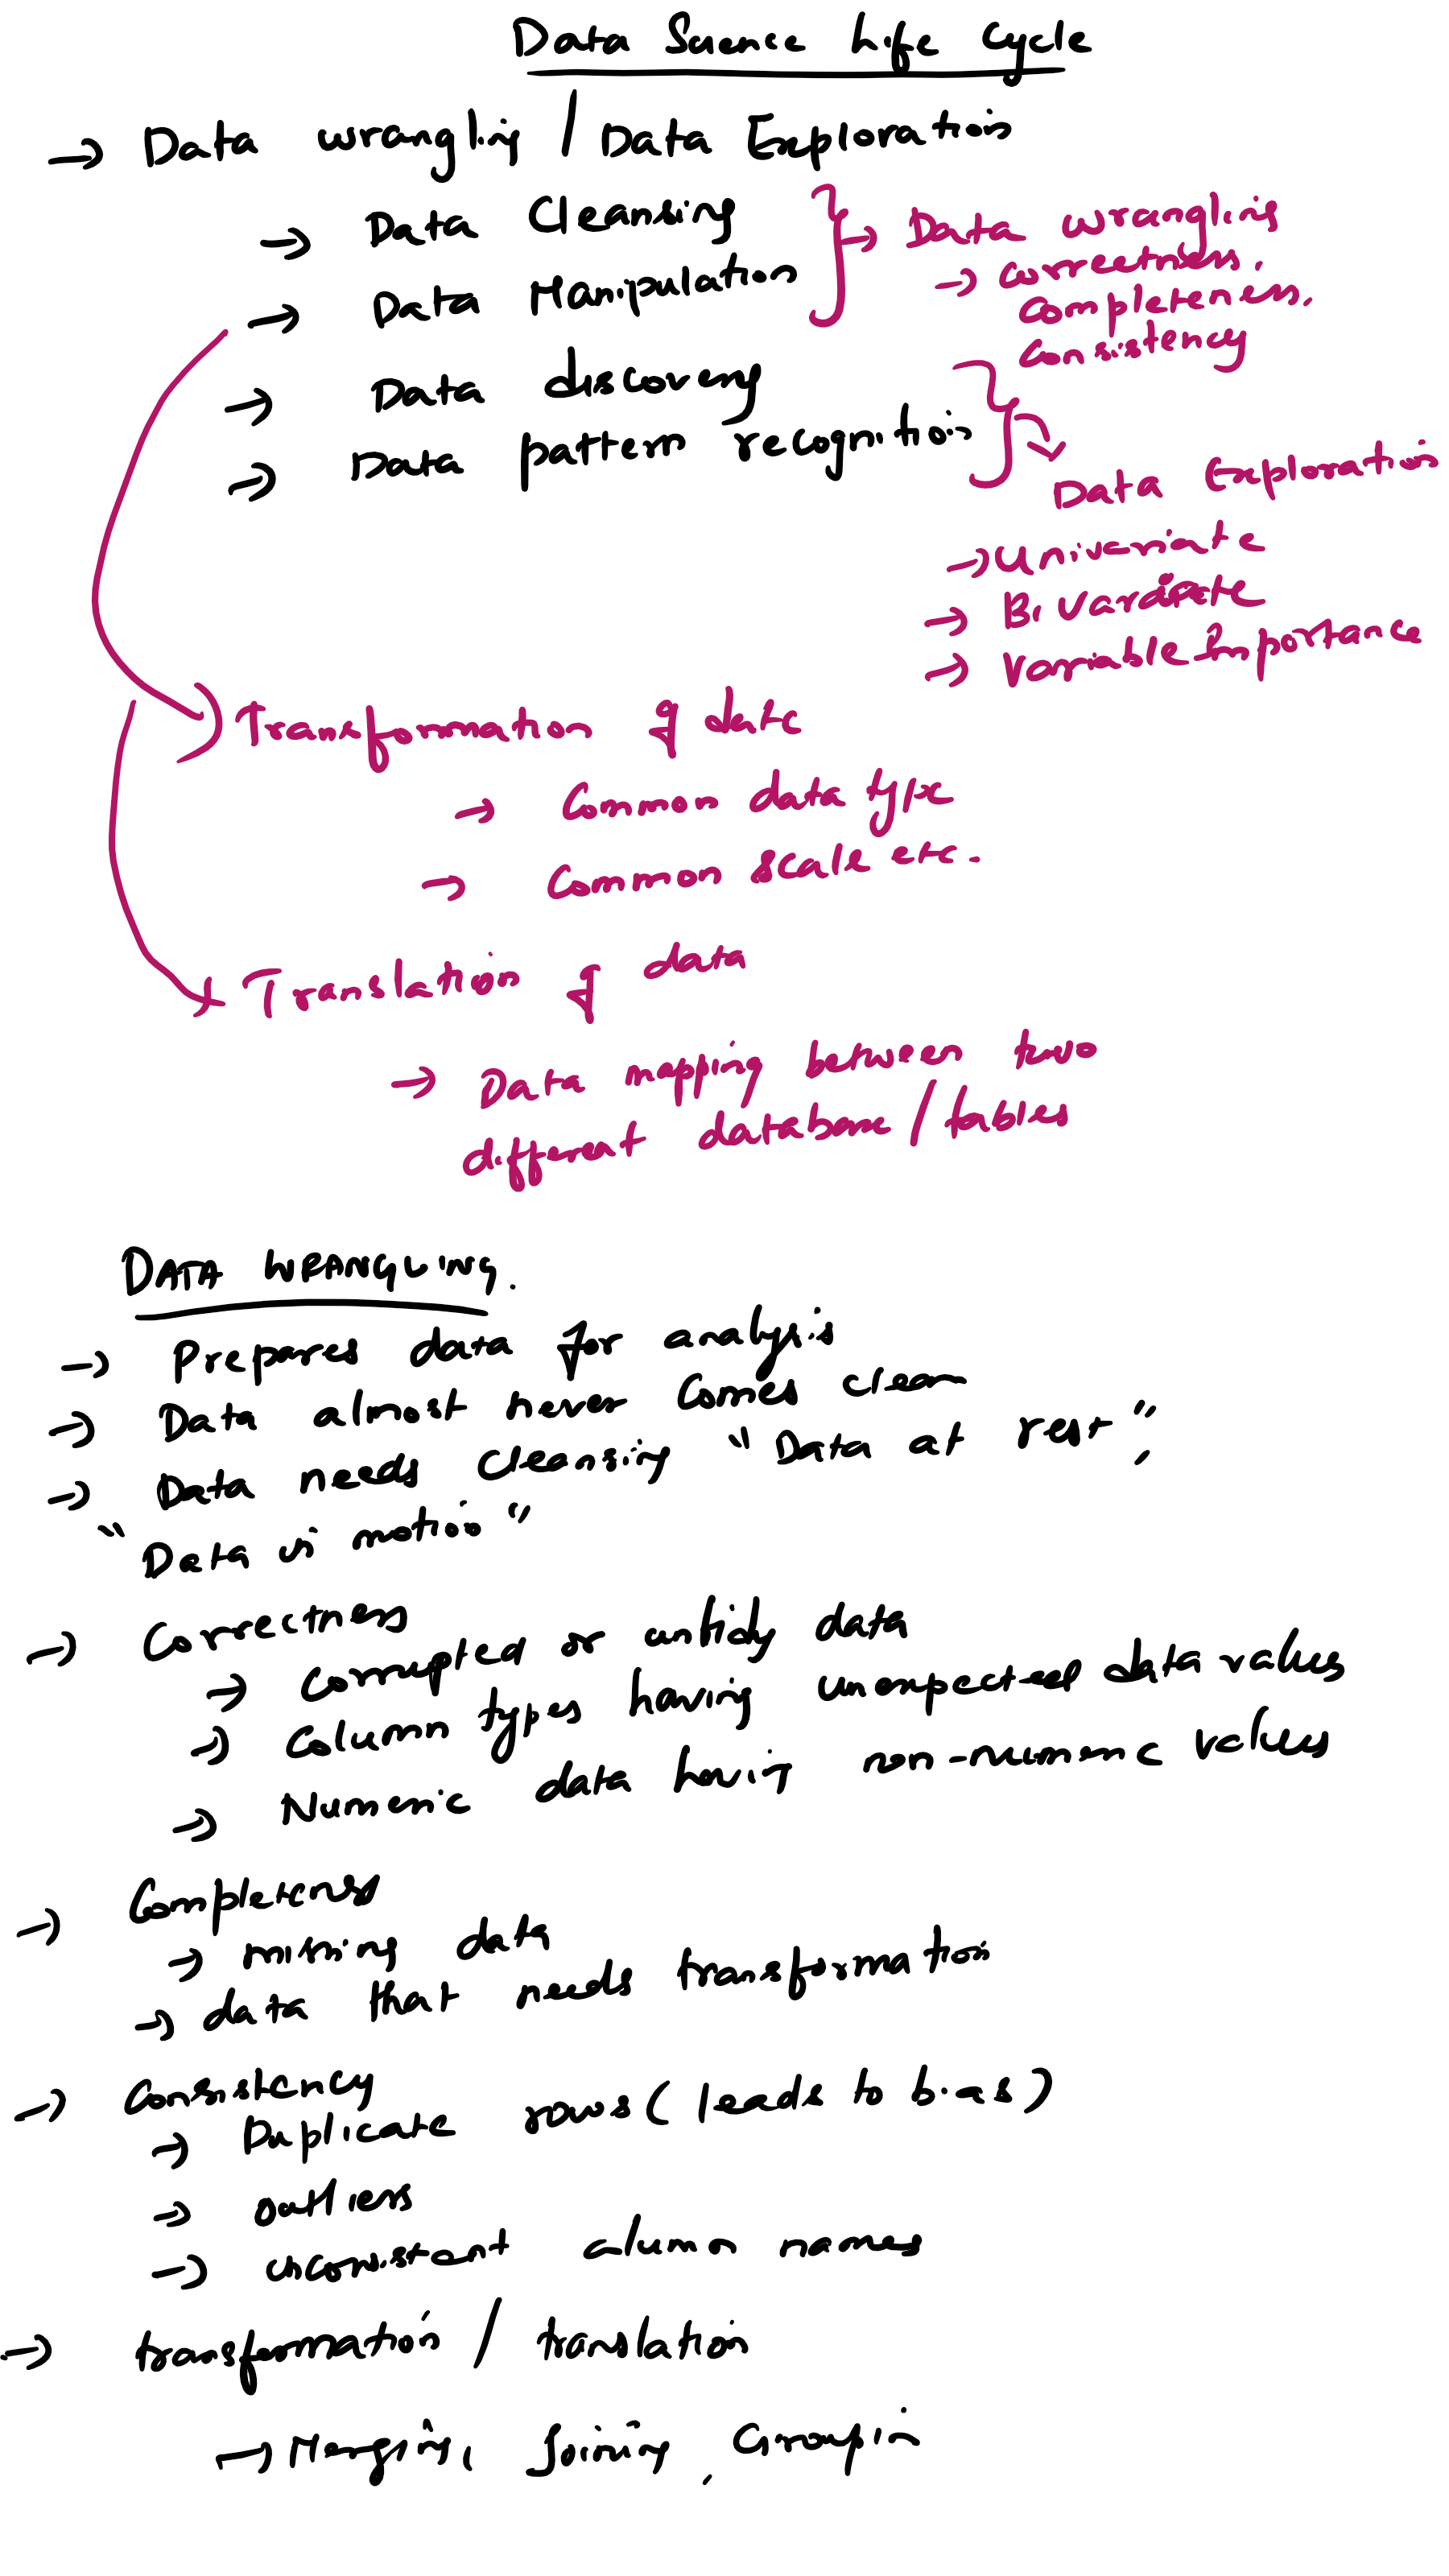 Data Science Life Cycle
→ Data wrangling / Data Exploration
→ Data Cleansing
→ Data Manipulation
→ Data wrangling
→ correctness,
completeness,
consistency
→ Data discovery
→ Data pattern recognition
Data Exploration
→ Univariate
→ Bivariate
→ Variable Importance
Transformation of data
→ Common data type
→ Common scale etc.
Translation of data
→ Data mapping between two
different database / tables
DATA WRANGLING.
→ Prepares data for analysis
→ Data almost never comes clean
→ Data needs cleansing "Data at rest",
"Data in motion"
→ Correctness
→ Corrupted or untidy data
→ Column types having unexpected data values
→ Numeric data having non-numeric values
→ Completeness
→ missing data
→ data that needs transformation
→ Consistency
→ Duplicate rows (leads to bias)
→ outliers
→ inconsistent column names
→ transformation / translation
→ Merging, Joining, Groupin